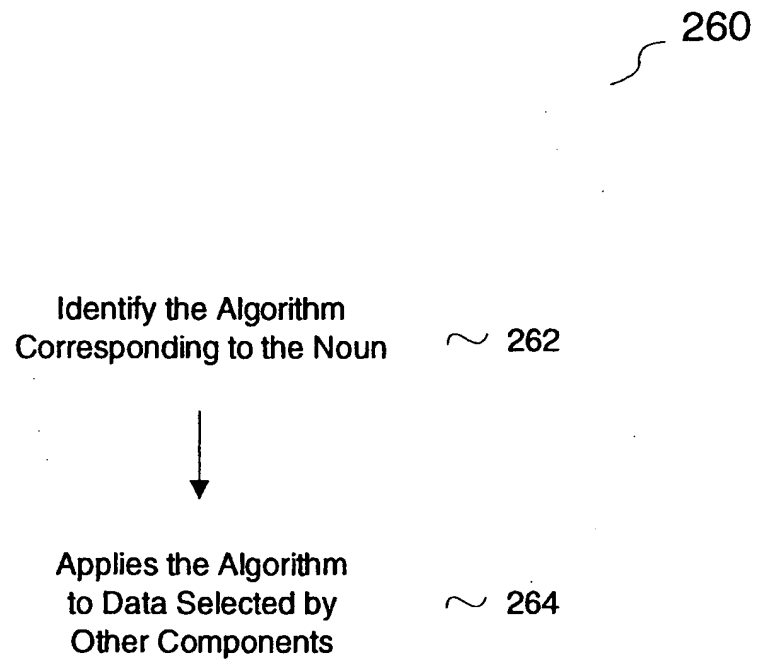 260
Identify the Algorithm
Corresponding to the Noun
262
Applies the Algorithm
to Data Selected by
Other Components
264